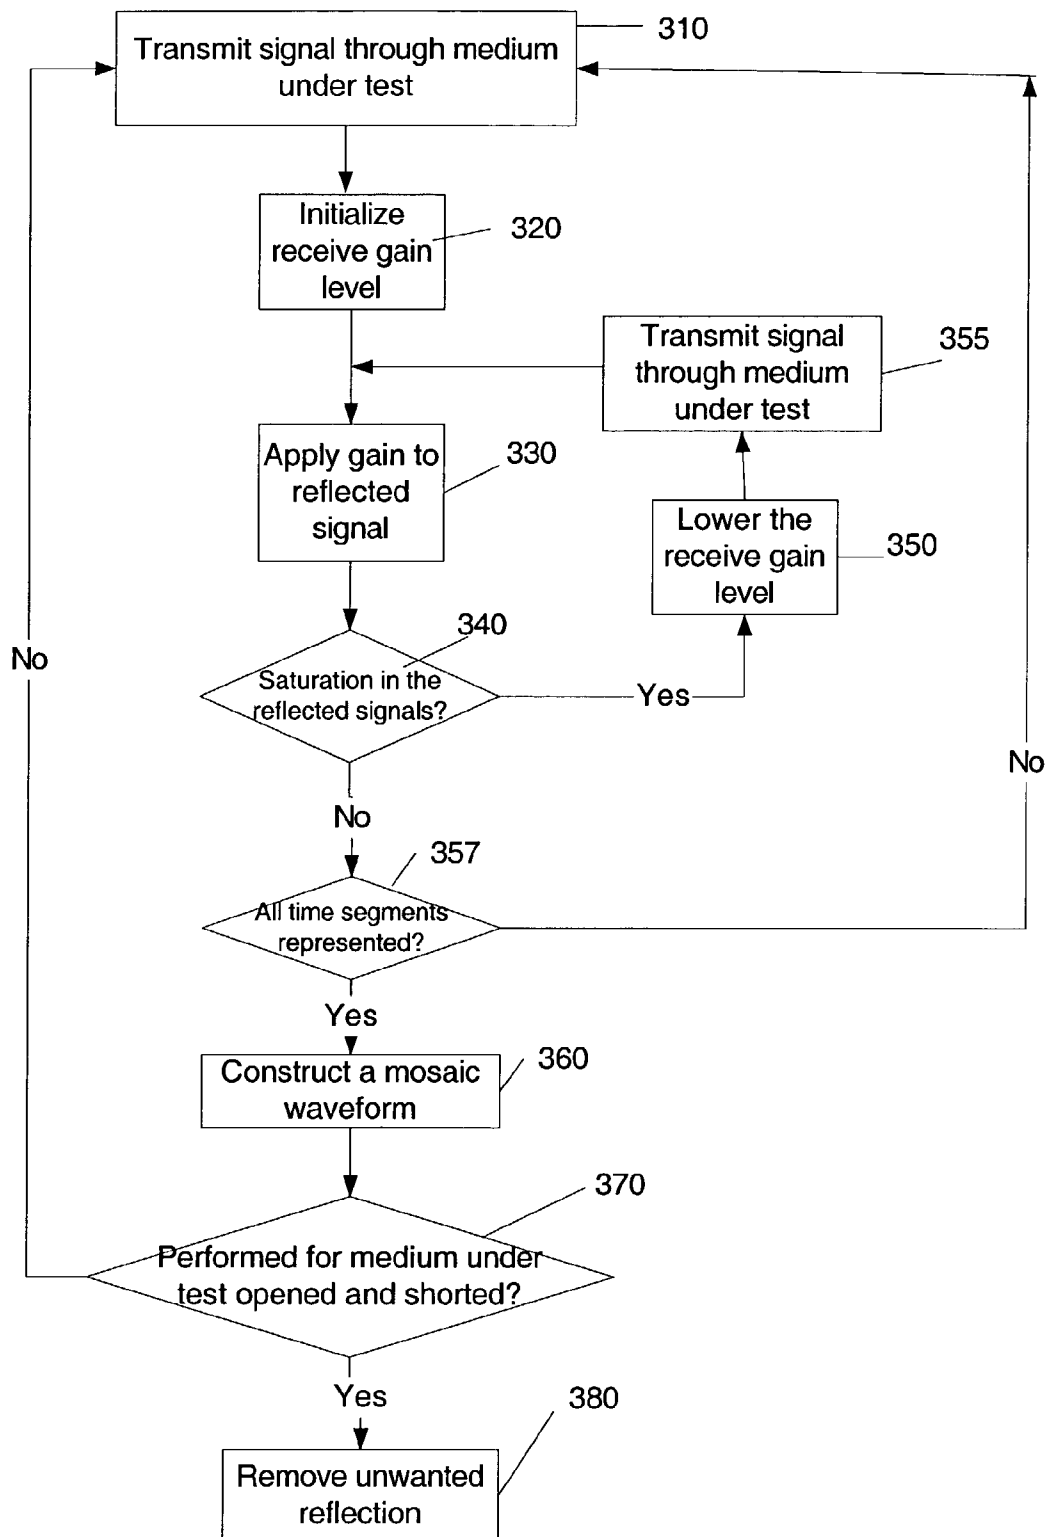 310
Transmit signal through medium
under test
Initialize
receive gain
level
320
Transmit signal
through medium
under test
355
Apply gain to
reflected
signal
330
Lower the
receive gain
level
350
340
Saturation in the
reflected signals?
Yes
No
No
No
357
All time segments
represented?
Yes
Construct a mosaic
waveform
360
370
Performed for medium under
test opened and shorted?
Yes
380
Remove unwanted
reflection